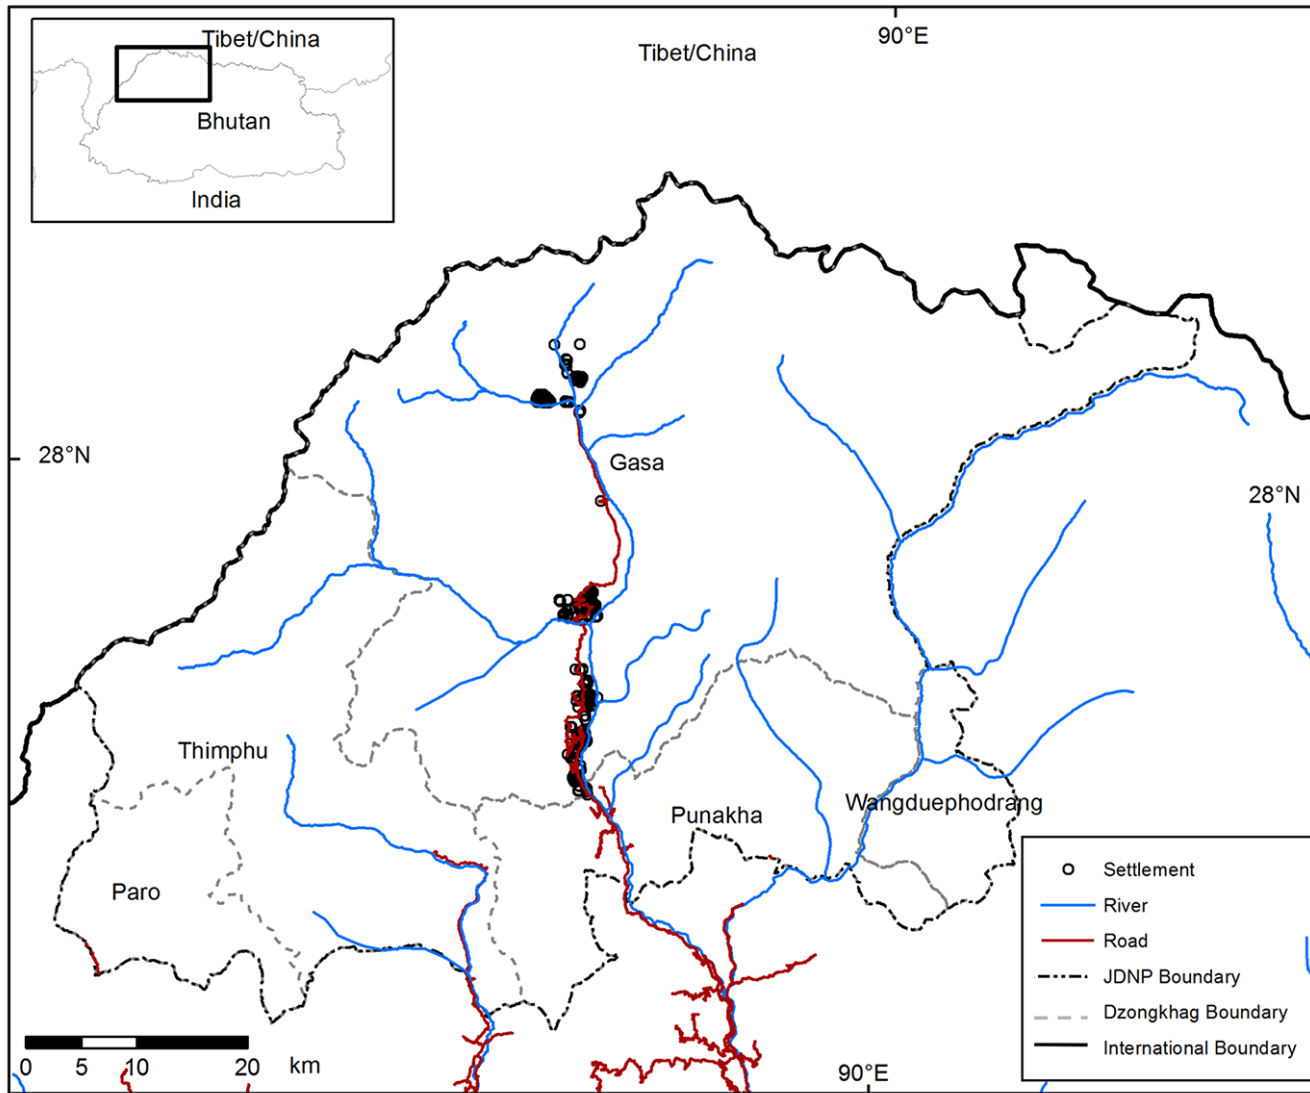 Tibet/China
Bhutan
India
Tibet/China
90°E
28°N
Gasa
28°N
Thimphu
Punakha
Wangduephodrang
Paro
Settlement
River
Road
JDNP Boundary
Dzongkhag Boundary
International Boundary
0 5 10 20 km
90°E